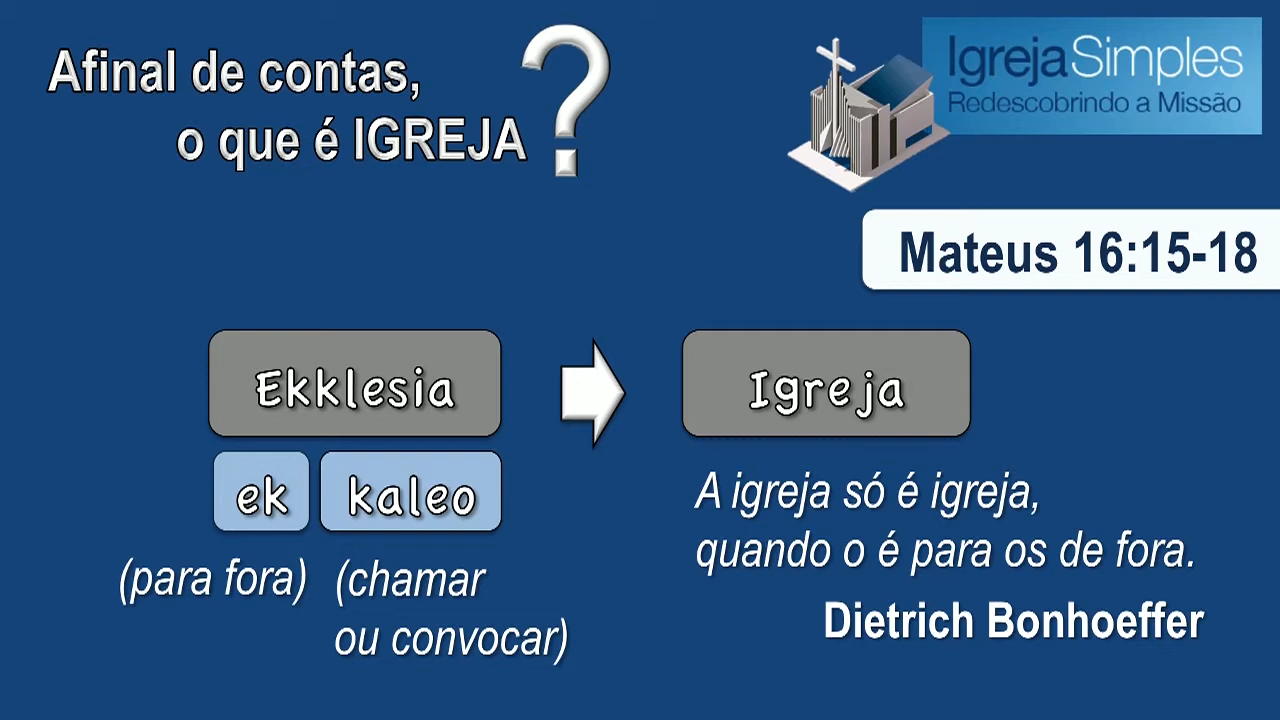 Afinal de contas,
o que é IGREJA?
IgrejaSimples
Redescobrindo a Missão
Mateus 16:15-18
Ekklesia
Igreja
ek kaleo
(para fora) (chamar
ou convocar)
A igreja só é igreja,
quando o é para os de fora.
Dietrich Bonhoeffer